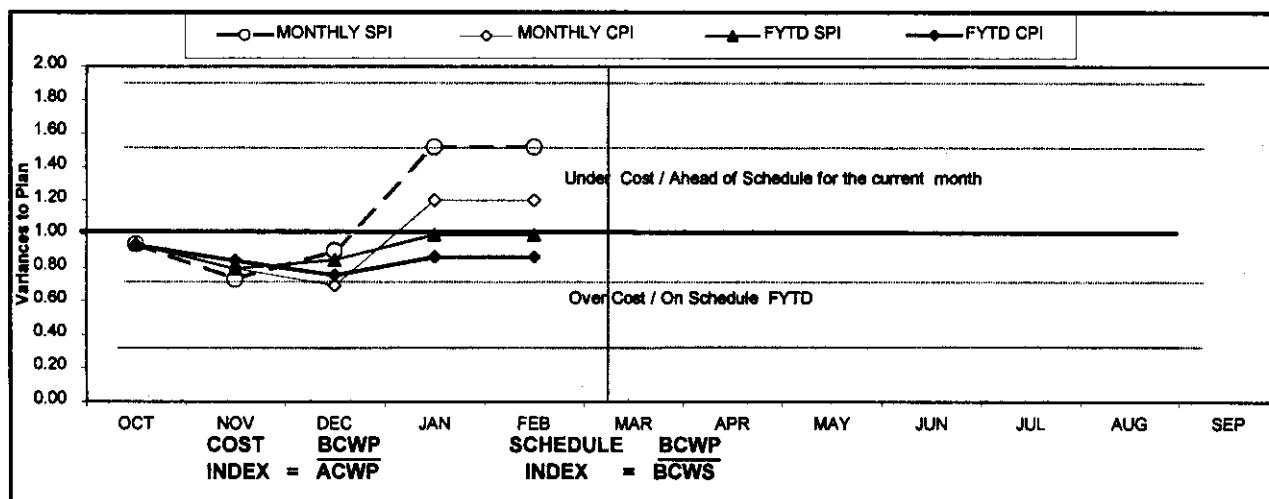 MONTHLY SPI MONTHLY CPI FYTD SPI FYTD CPI
2.00
1.80
1.60
1.40
1.20
1.00
0.80
0.60
0.40
0.20
0.00
Variances to Plan
Under Cost / Ahead of Schedule for the current month
Over Cost / On Schedule FYTD
OCT NOV DEC JAN FEB MAR APR MAY JUN JUL AUG SEP
COST BCWP SCHEDULE BCWP
INDEX = ACWP INDEX = BCWS